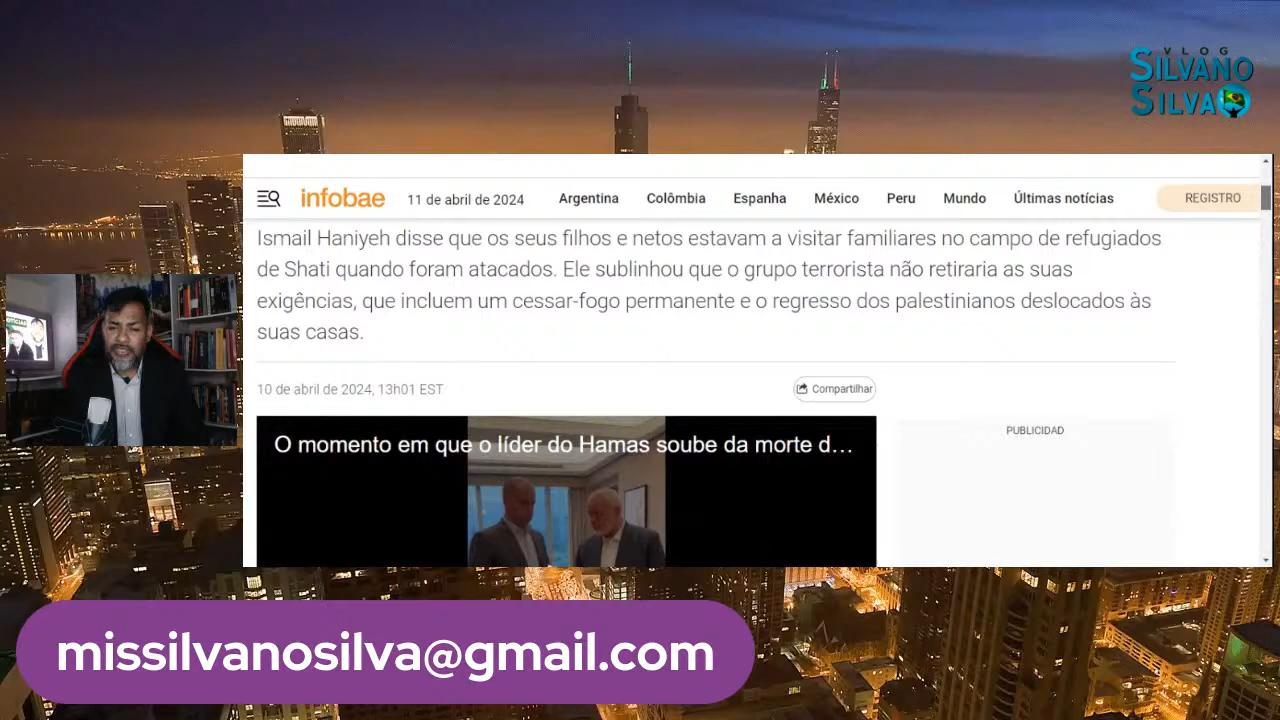 VLOG
SILVANO
SILVA
infobae
11 de abril de 2024
Argentina
Colômbia
Espanha
México
Peru
Mundo
Últimas notícias
REGISTRO
Ismail Haniyeh disse que os seus filhos e netos estavam a visitar familiares no campo de refugiados
de Shati quando foram atacados. Ele sublinhou que o grupo terrorista não retiraria as suas
exigências, que incluem um cessar-fogo permanente e o regresso dos palestinianos deslocados às
suas casas.
10 de abril de 2024, 13h01 EST
Compartilhar
O momento em que o líder do Hamas soube da morte d...
PUBLICIDAD
missilvanosilva@gmail.com